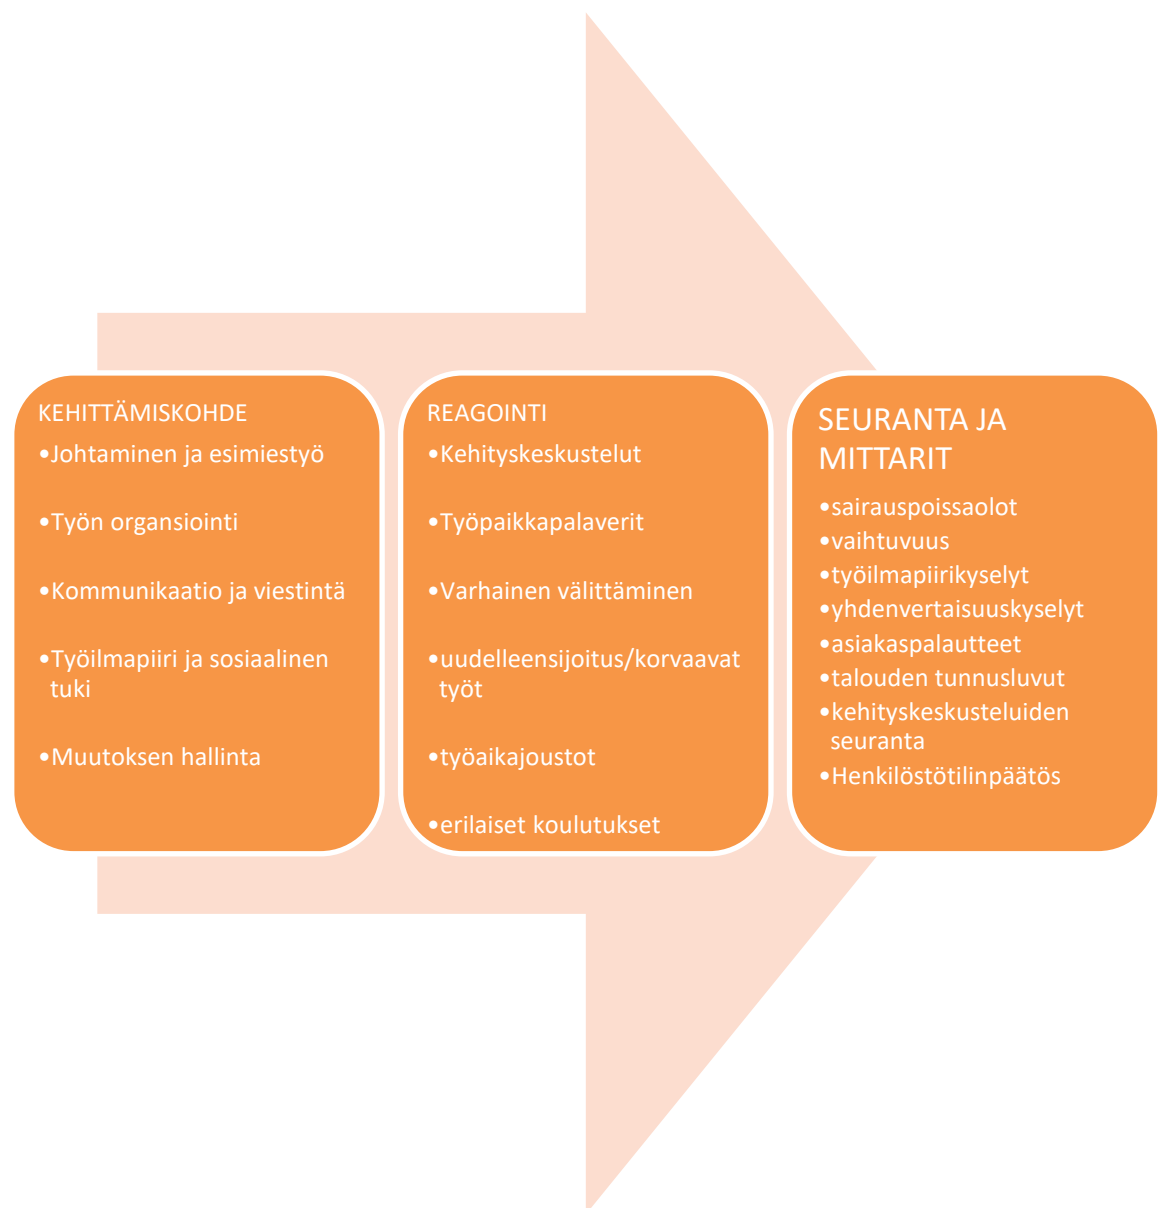 KEHITTÄMISKOHDE
•Johtaminen ja esimiestyö
•Työn organsiointi
•Kommunikaatio ja viestintä
•Työilmapiiri ja sosiaalinen
tuki
•Muutoksen hallinta
REAGOINTI
•Kehityskeskustelut
•Työpaikkapalaverit
•Varhainen välittäminen
•uudelleensijoitus/korvaavat
työt
•työaikajoustot
•erilaiset koulutukset
SEURANTA JA
MITTARIT
•sairauspoissaolot
•vaihtuvuus
•työilmapiirikyselyt
•yhdenvertaisuuskyselyt
•asiakaspalautteet
•talouden tunnusluvut
•kehityskeskusteluiden
seuranta
•Henkilöstötilinpäätös